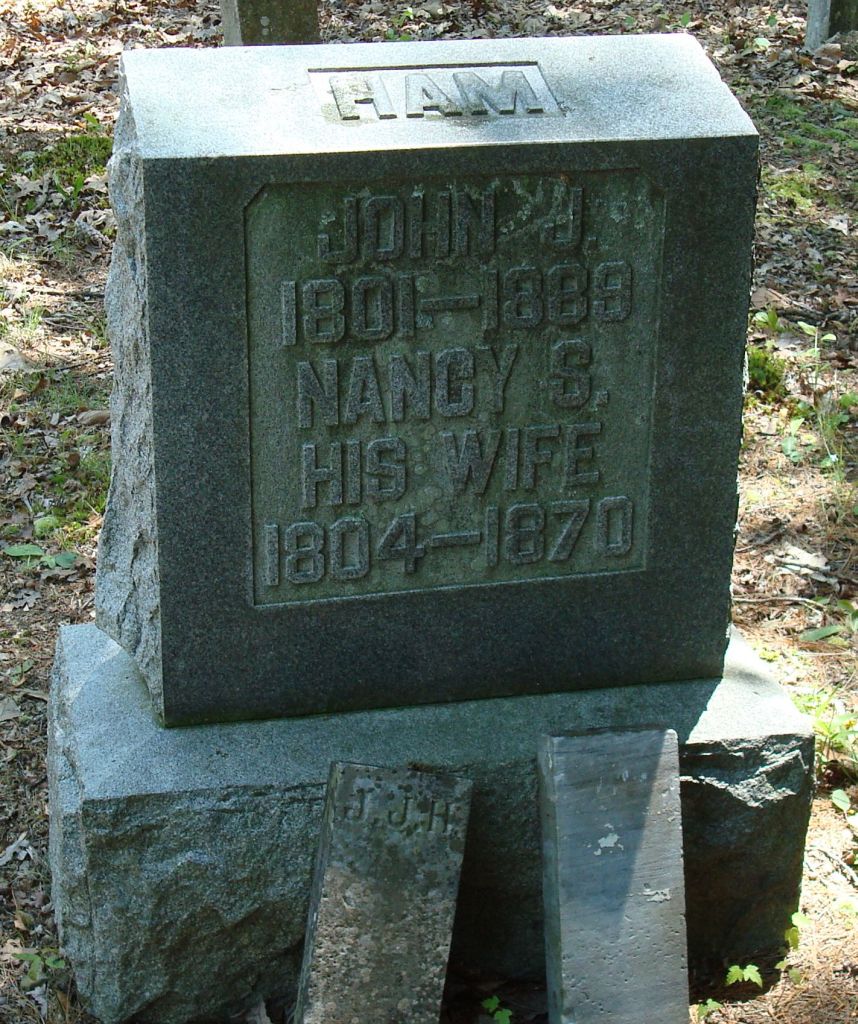 HAM
JOHN J.
1801—1889
NANCY S.
HIS WIFE
1804—1870
J. J. H.